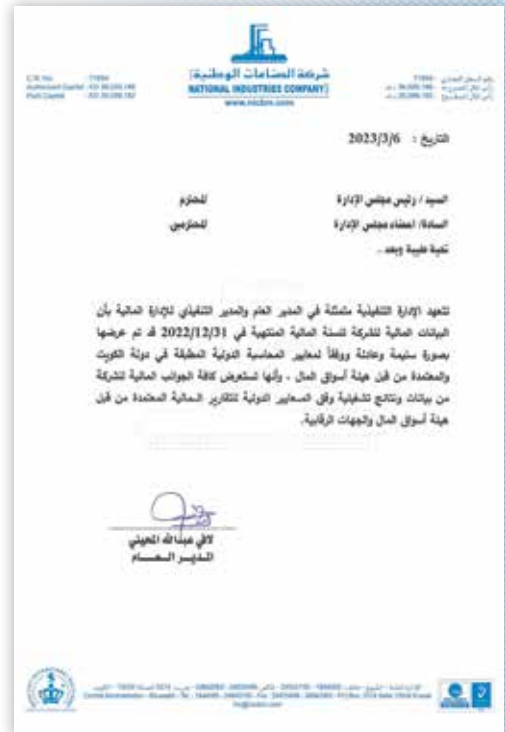 شركة الصناعات الوطنية
NATIONAL INDUSTRIES COMPANY
www.nicbm.com
التاريخ : 2023/3/6
السيد / رئيس مجلس الإدارة المحترم
السادة/ أعضاء مجلس الإدارة المحترمين
تحية طيبة وبعد ،
تتعهد الإدارة التنفيذية متمثلة في المدير العام والمدير التنفيذي للإدارة المالية بأن
البيانات المالية للشركة للسنة المالية المنتهية في 2022/12/31 قد تم عرضها
بصورة سليمة وعادلة ووفقاً لمعايير المحاسبة الدولية المطبقة في دولة الكويت
والمعتمدة من قبل هيئة أسواق المال ، وأنها تستعرض كافة الجوانب المالية للشركة
من بيانات ونتائج تشغيلية وفق المعايير الدولية للتقارير المالية المعتمدة من قبل
هيئة أسواق المال والجهات الرقابية.
المدير العام